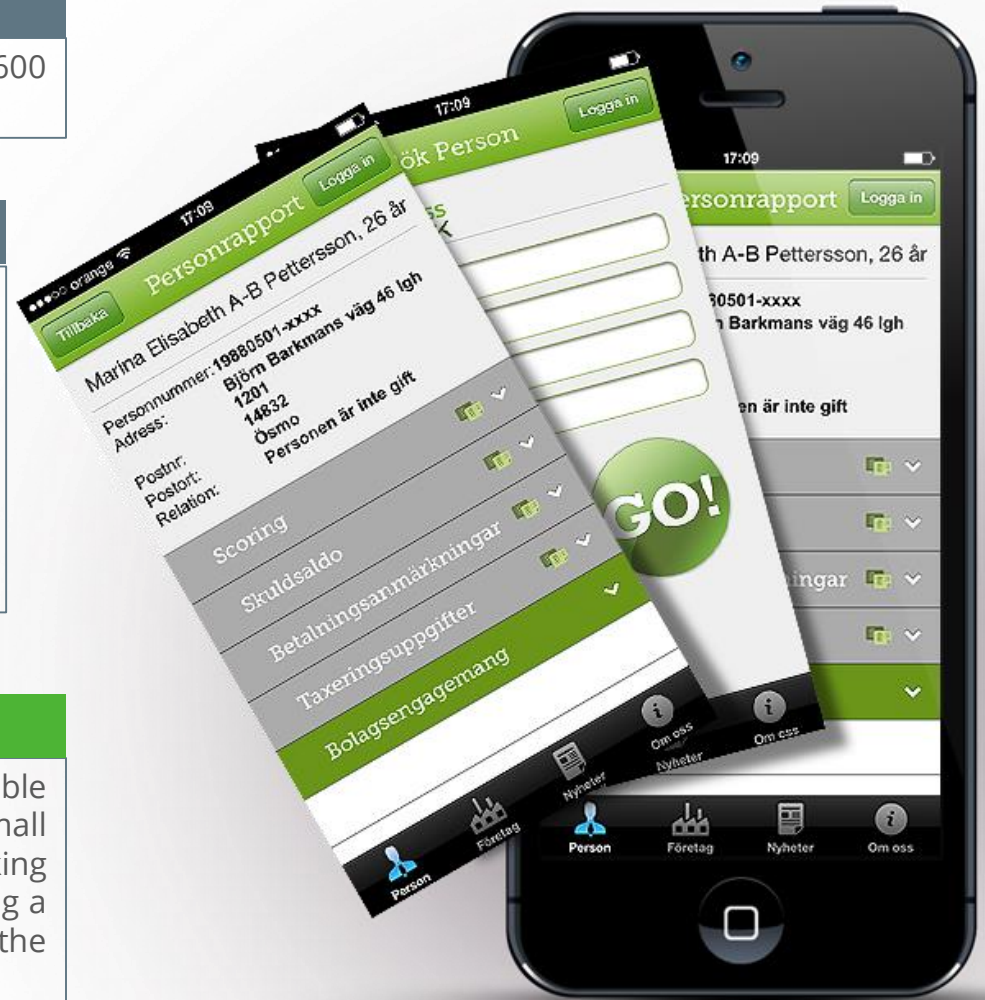 600
ble
king
g a
the
orange
17:09
Tillbaka
Personrapport
Logga in
Marina Elisabeth A-B Pettersson, 26 år
Personnummer: 19880501-xxxx
Adress: Björn Barkmans väg 46 lgh
1201
Postnr: 14832
Postort: Ösmo
Relation: Personen är inte gift
Scoring
Skuldsaldo
Betalningsanmärkningar
Taxeringsuppgifter
Bolagsengagemang
Person
Företag
Nyheter
Om oss
17:09
ök Person
Logga in
ss
K
GO!
Nyheter
Om oss
17:09
ersonrapport
Logga in
th A-B Pettersson, 26 år
80501-xxxx
Barkmans väg 46 lgh
en är inte gift
ingar
Person
Företag
Nyheter
Om oss